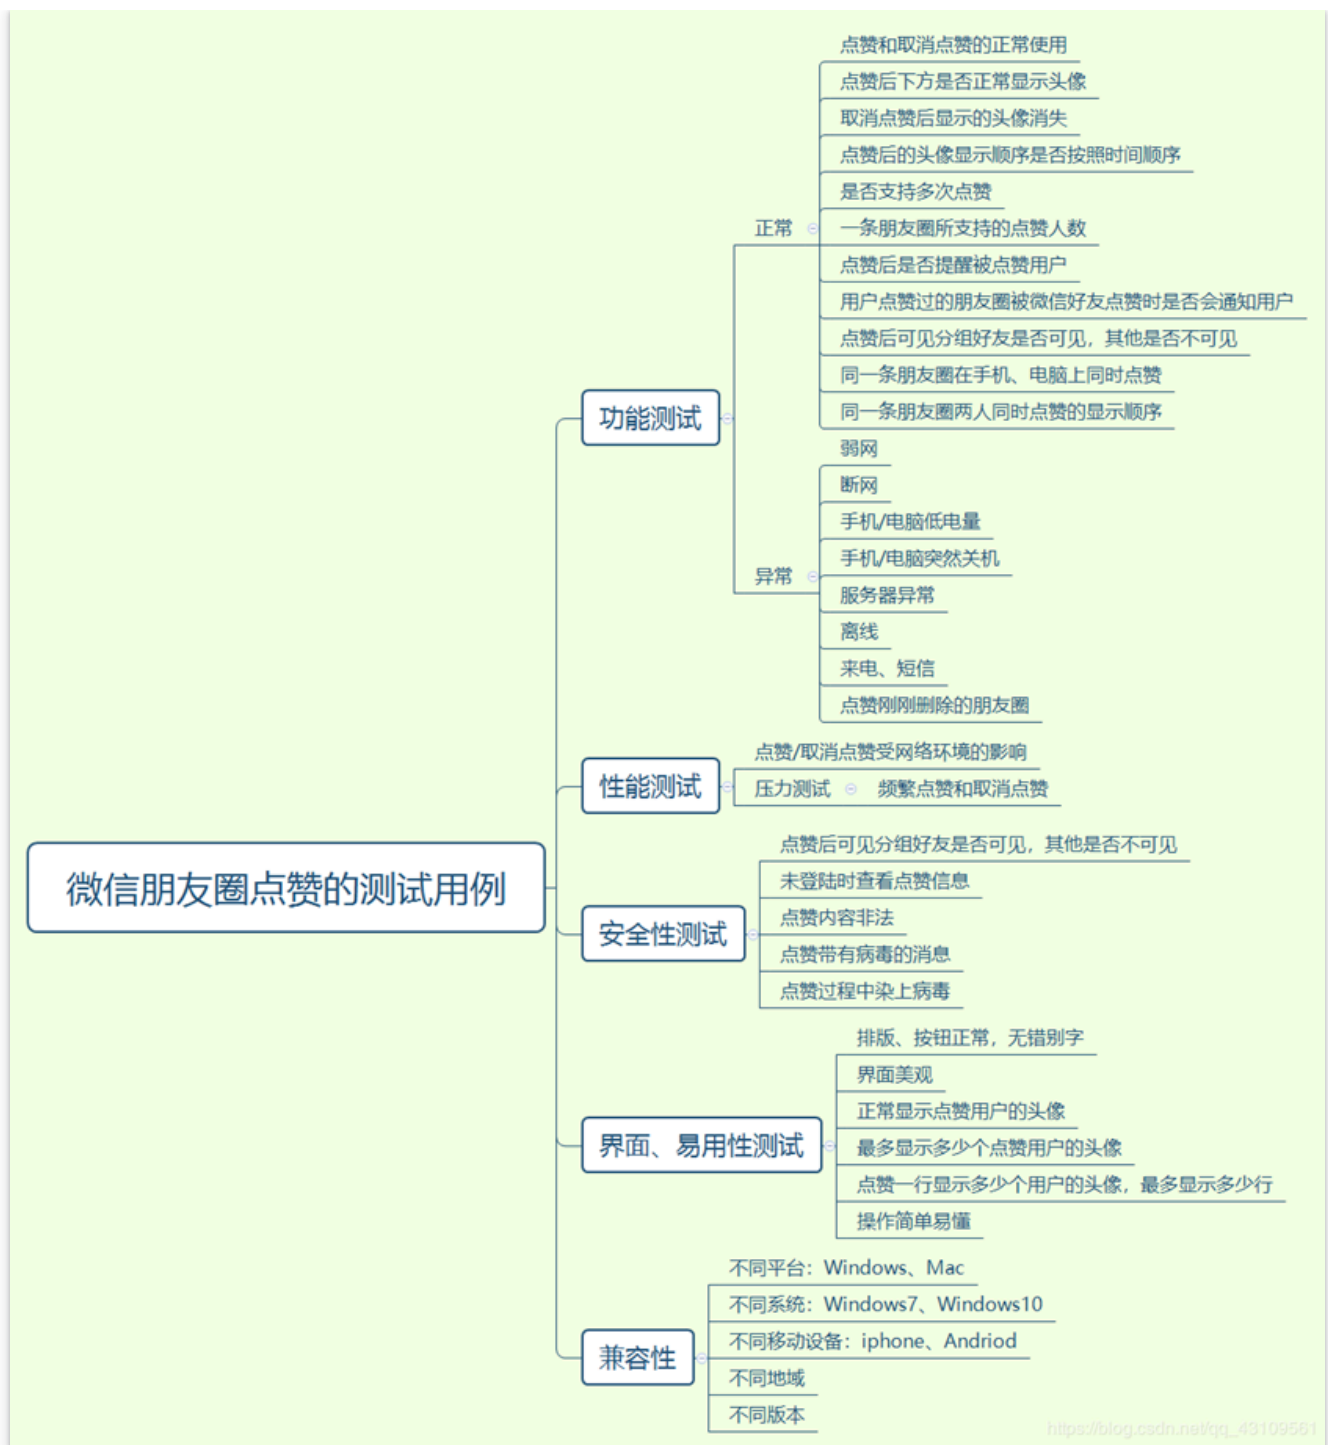 点赞和取消点赞的正常使用
点赞后下方是否正常显示头像
取消点赞后显示的头像消失
点赞后的头像显示顺序是否按照时间顺序
是否支持多次点赞
正常
一条朋友圈所支持的点赞人数
点赞后是否提醒被点赞用户
用户点赞过的朋友圈被微信好友点赞时是否会通知用户
点赞后可见分组好友是否可见，其他是否不可见
同一条朋友圈在手机、电脑上同时点赞
同一条朋友圈两人同时点赞的显示顺序
功能测试
弱网
断网
手机/电脑低电量
手机/电脑突然关机
异常
服务器异常
离线
来电、短信
点赞刚刚删除的朋友圈
点赞/取消点赞受网络环境的影响
性能测试
压力测试
频繁点赞和取消点赞
微信朋友圈点赞的测试用例
点赞后可见分组好友是否可见，其他是否不可见
未登陆时查看点赞信息
点赞内容非法
安全性测试
点赞带有病毒的消息
点赞过程中染上病毒
排版、按钮正常，无错别字
界面美观
正常显示点赞用户的头像
界面、易用性测试
最多显示多少个点赞用户的头像
点赞一行显示多少个用户的头像，最多显示多少行
操作简单易懂
不同平台：Windows、Mac
不同系统：Windows7、Windows10
不同移动设备：iphone、Andriod
兼容性
不同地域
不同版本
https://blog.csdn.net/qq_43109561